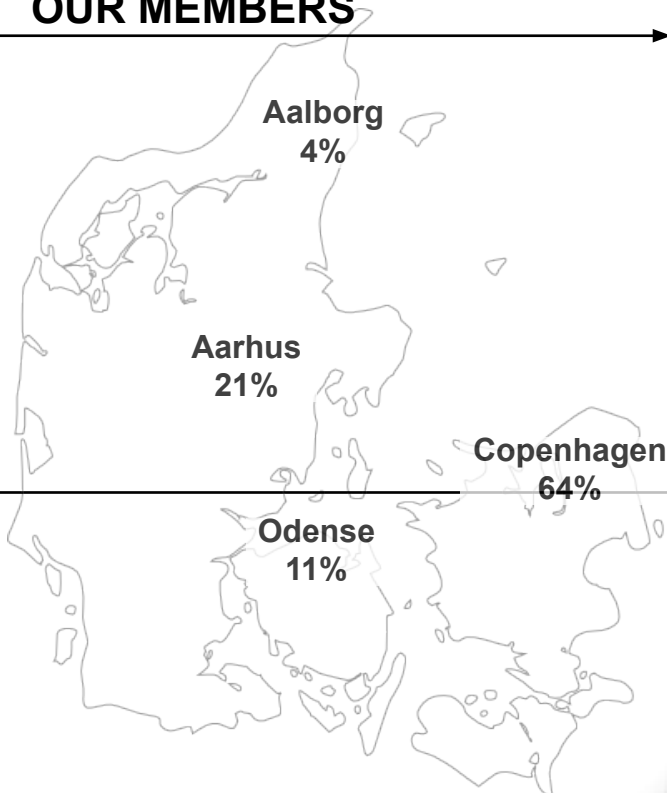 OUR MEMBERS
Aalborg
4%
Aarhus
21%
Copenhagen
64%
Odense
11%